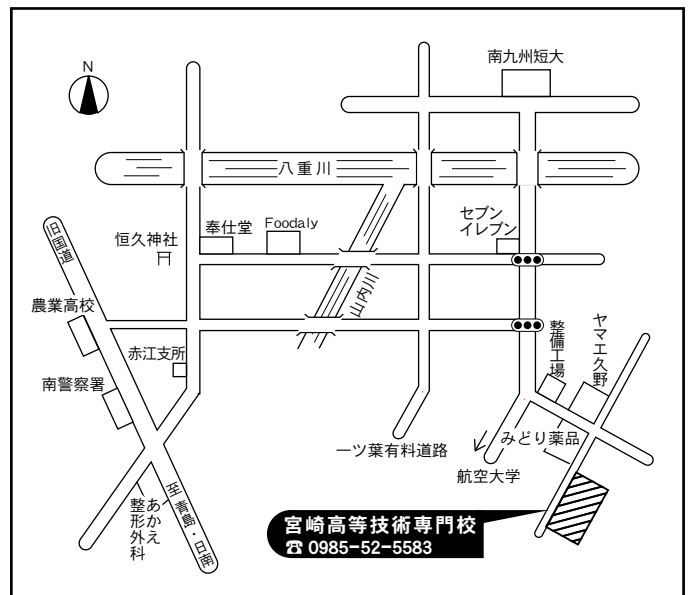 N
南九州短大
八重川
セブン
イレブン
奉仕堂
Foodaly
恒久神社
旧国道
山内川
農業高校
整備工場
ヤマエ久野
赤江支所
南警察署
みどり薬品
一ツ葉有料道路
航空大学
至 青島・日南
あかえ
整形外科
宮崎高等技術専門校
☎ 0985-52-5583